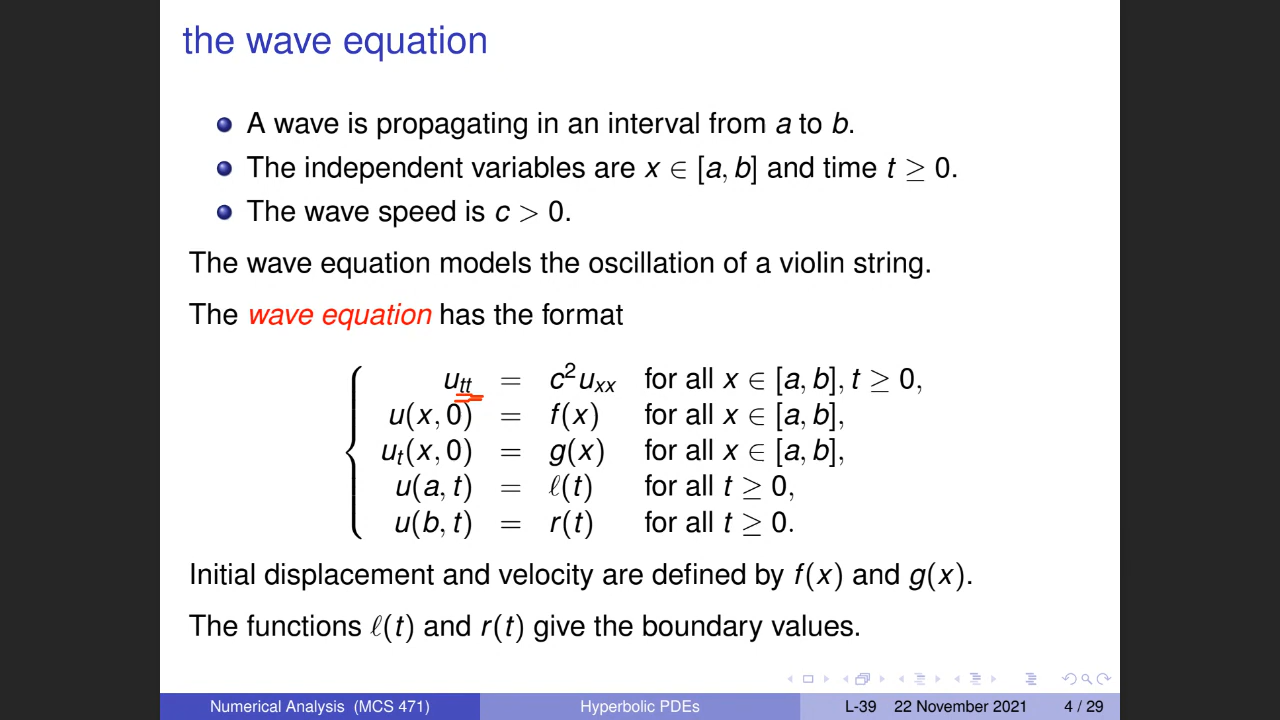 the wave equation
A wave is propagating in an interval from a to b.
The independent variables are x ∈ [a, b] and time t ≥ 0.
The wave speed is c > 0.
The wave equation models the oscillation of a violin string.
The wave equation has the format
u_tt = c²u_xx for all x ∈ [a, b], t ≥ 0,
u(x, 0) = f(x) for all x ∈ [a, b],
u_t(x, 0) = g(x) for all x ∈ [a, b],
u(a, t) = ℓ(t) for all t ≥ 0,
u(b, t) = r(t) for all t ≥ 0.
Initial displacement and velocity are defined by f(x) and g(x).
The functions ℓ(t) and r(t) give the boundary values.
Numerical Analysis (MCS 471) Hyperbolic PDEs L-39 22 November 2021 4 / 29